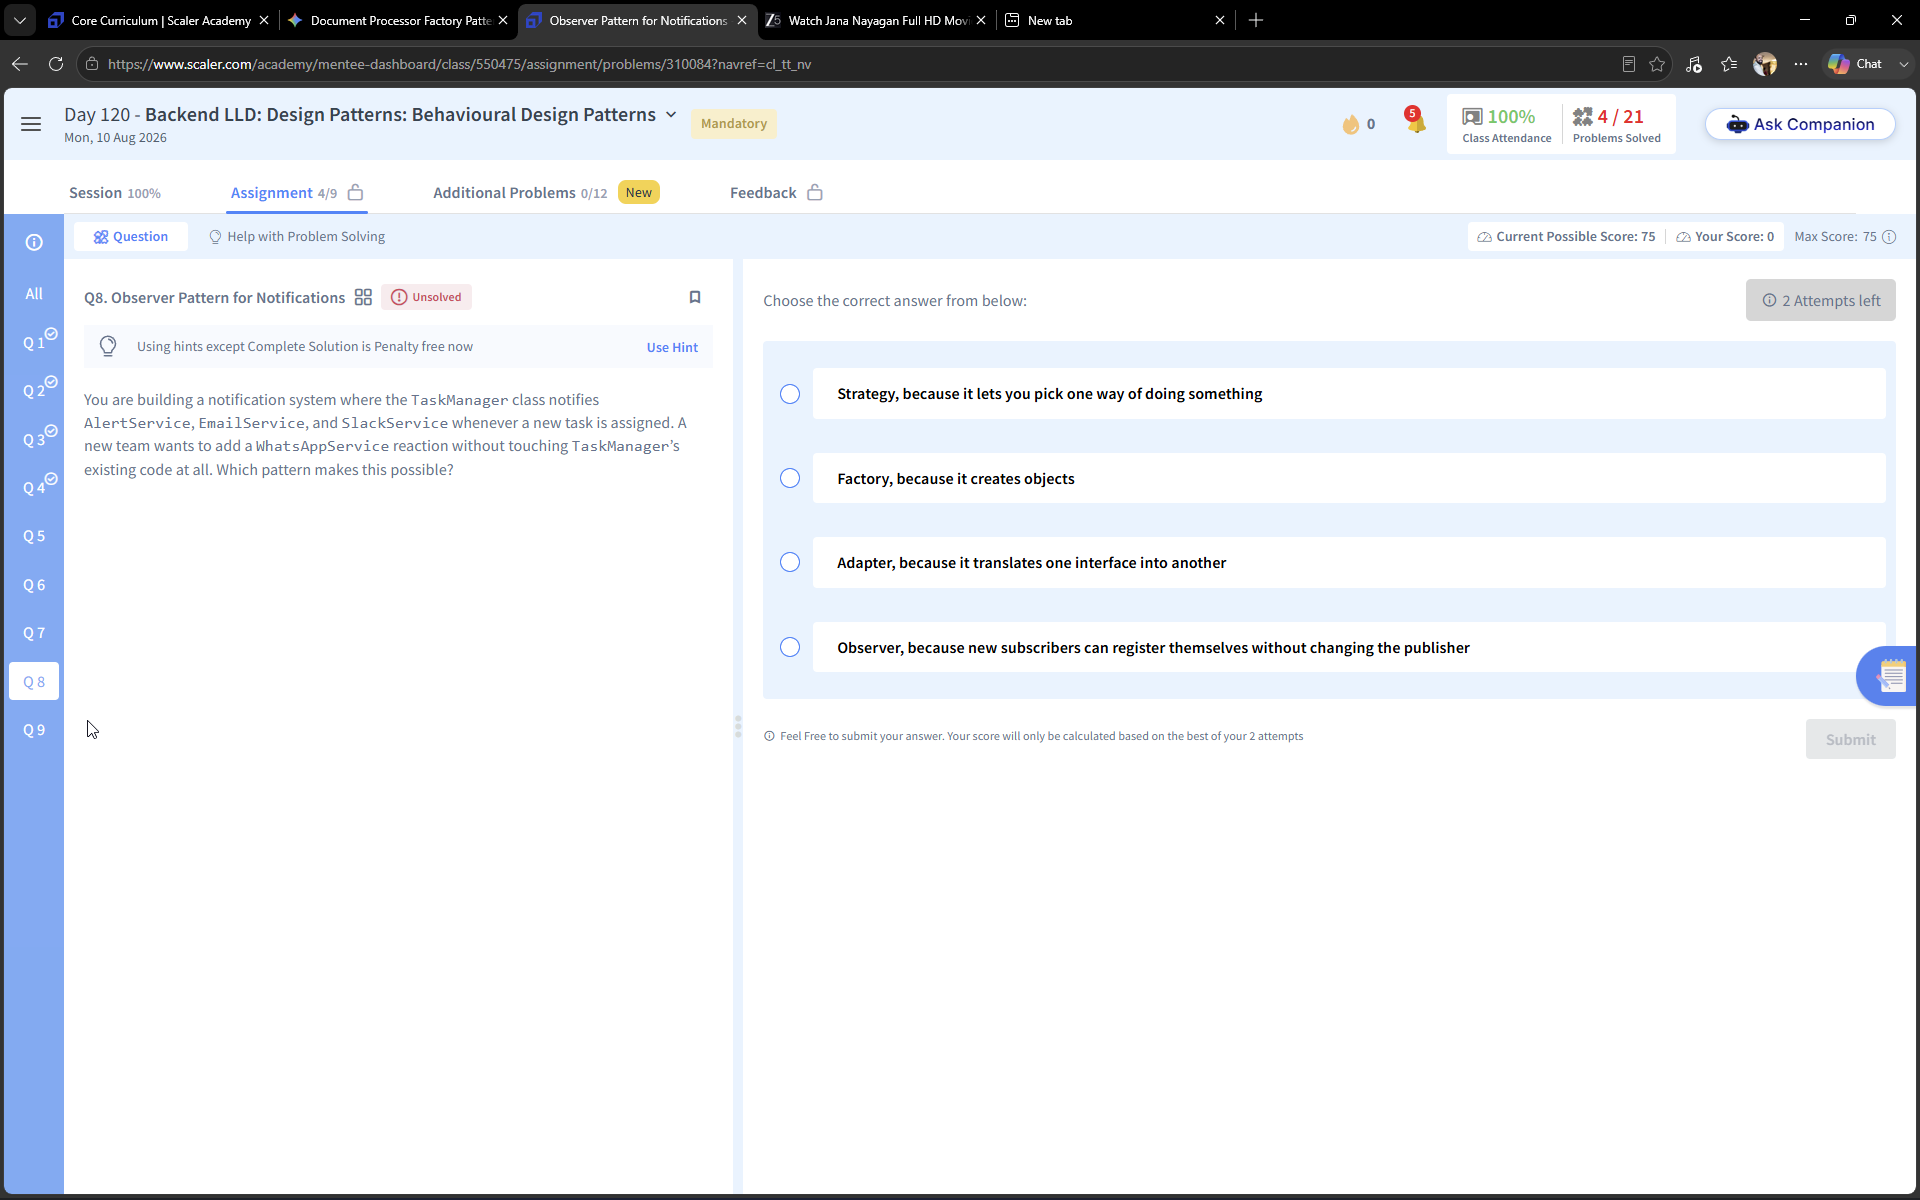 Core Curriculum | Scaler Academy
Document Processor Factory Patte
Observer Pattern for Notifications
Watch Jana Nayagan Full HD Movi
New tab
https://www.scaler.com/academy/mentee-dashboard/class/550475/assignment/problems/310084?navref=cl_tt_nv
Chat
Day 120 - Backend LLD: Design Patterns: Behavioural Design Patterns
Mon, 10 Aug 2026
Mandatory
0
5
100%
Class Attendance
4 / 21
Problems Solved
Ask Companion
Session 100%
Assignment 4/9
Additional Problems 0/12
New
Feedback
Question
Help with Problem Solving
Current Possible Score: 75
Your Score: 0
Max Score: 75
All
Q 1
Q 2
Q 3
Q 4
Q 5
Q 6
Q 7
Q 8
Q 9
Q8. Observer Pattern for Notifications
Unsolved
Using hints except Complete Solution is Penalty free now
Use Hint
You are building a notification system where the TaskManager class notifies
AlertService, EmailService, and SlackService whenever a new task is assigned. A
new team wants to add a WhatsAppService reaction without touching TaskManager’s
existing code at all. Which pattern makes this possible?
Choose the correct answer from below:
2 Attempts left
Strategy, because it lets you pick one way of doing something
Factory, because it creates objects
Adapter, because it translates one interface into another
Observer, because new subscribers can register themselves without changing the publisher
Feel Free to submit your answer. Your score will only be calculated based on the best of your 2 attempts
Submit